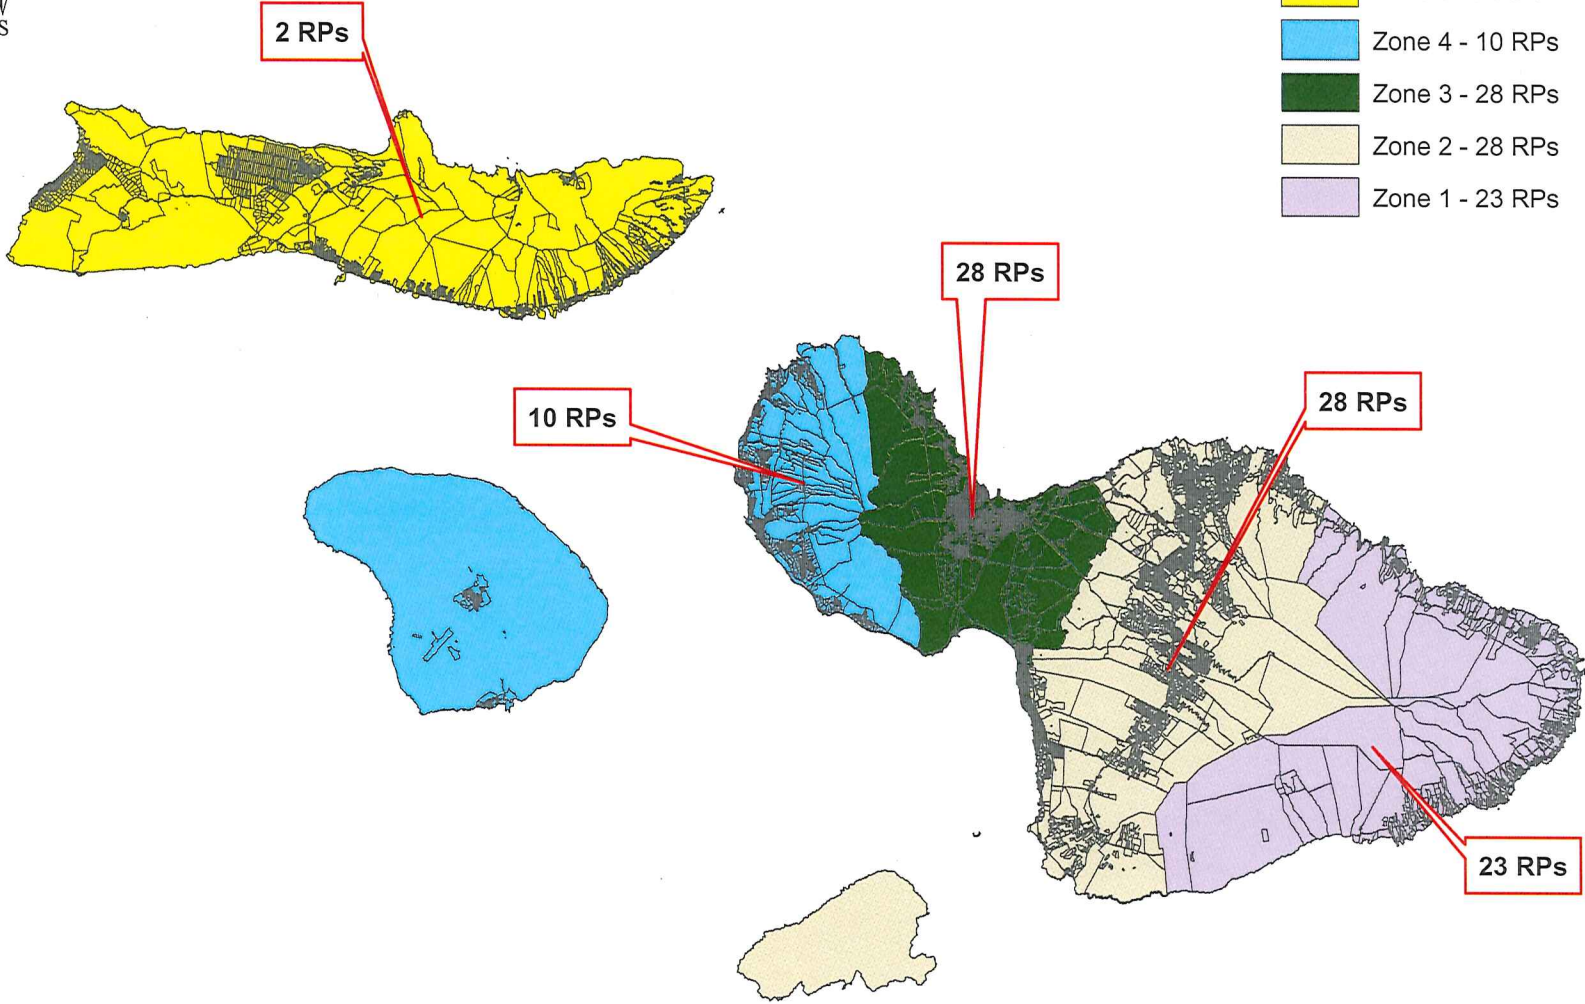 S
2 RPs
Zone 4 - 10 RPs
Zone 3 - 28 RPs
Zone 2 - 28 RPs
Zone 1 - 23 RPs
28 RPs
10 RPs
28 RPs
23 RPs